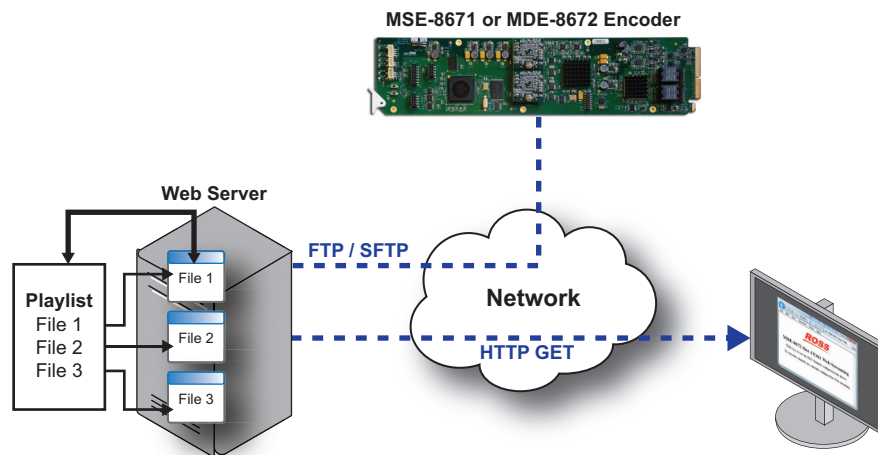 MSE-8671 or MDE-8672 Encoder
Web Server
FTP / SFTP
File 1
Playlist
File 1
File 2
File 3
Network
File 2
HTTP GET
File 3
ROSS